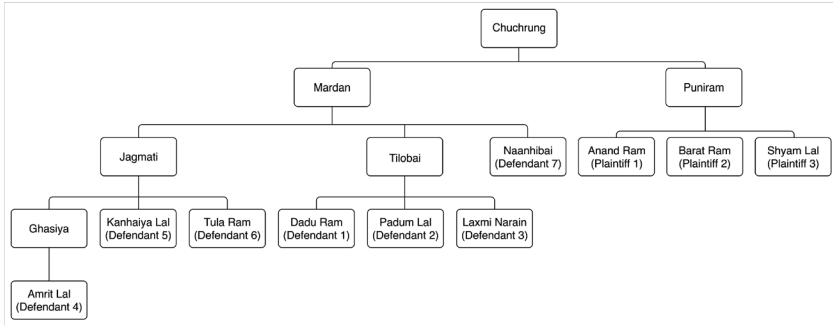 Chuchrung
Mardan
Puniram
Jagmati
Tilobai
Naanhibai
(Defendant 7)
Anand Ram
(Plaintiff 1)
Barat Ram
(Plaintiff 2)
Shyam Lal
(Plaintiff 3)
Ghasiya
Kanhaiya Lal
(Defendant 5)
Tula Ram
(Defendant 6)
Dadu Ram
(Defendant 1)
Padum Lal
(Defendant 2)
Laxmi Narain
(Defendant 3)
Amrit Lal
(Defendant 4)